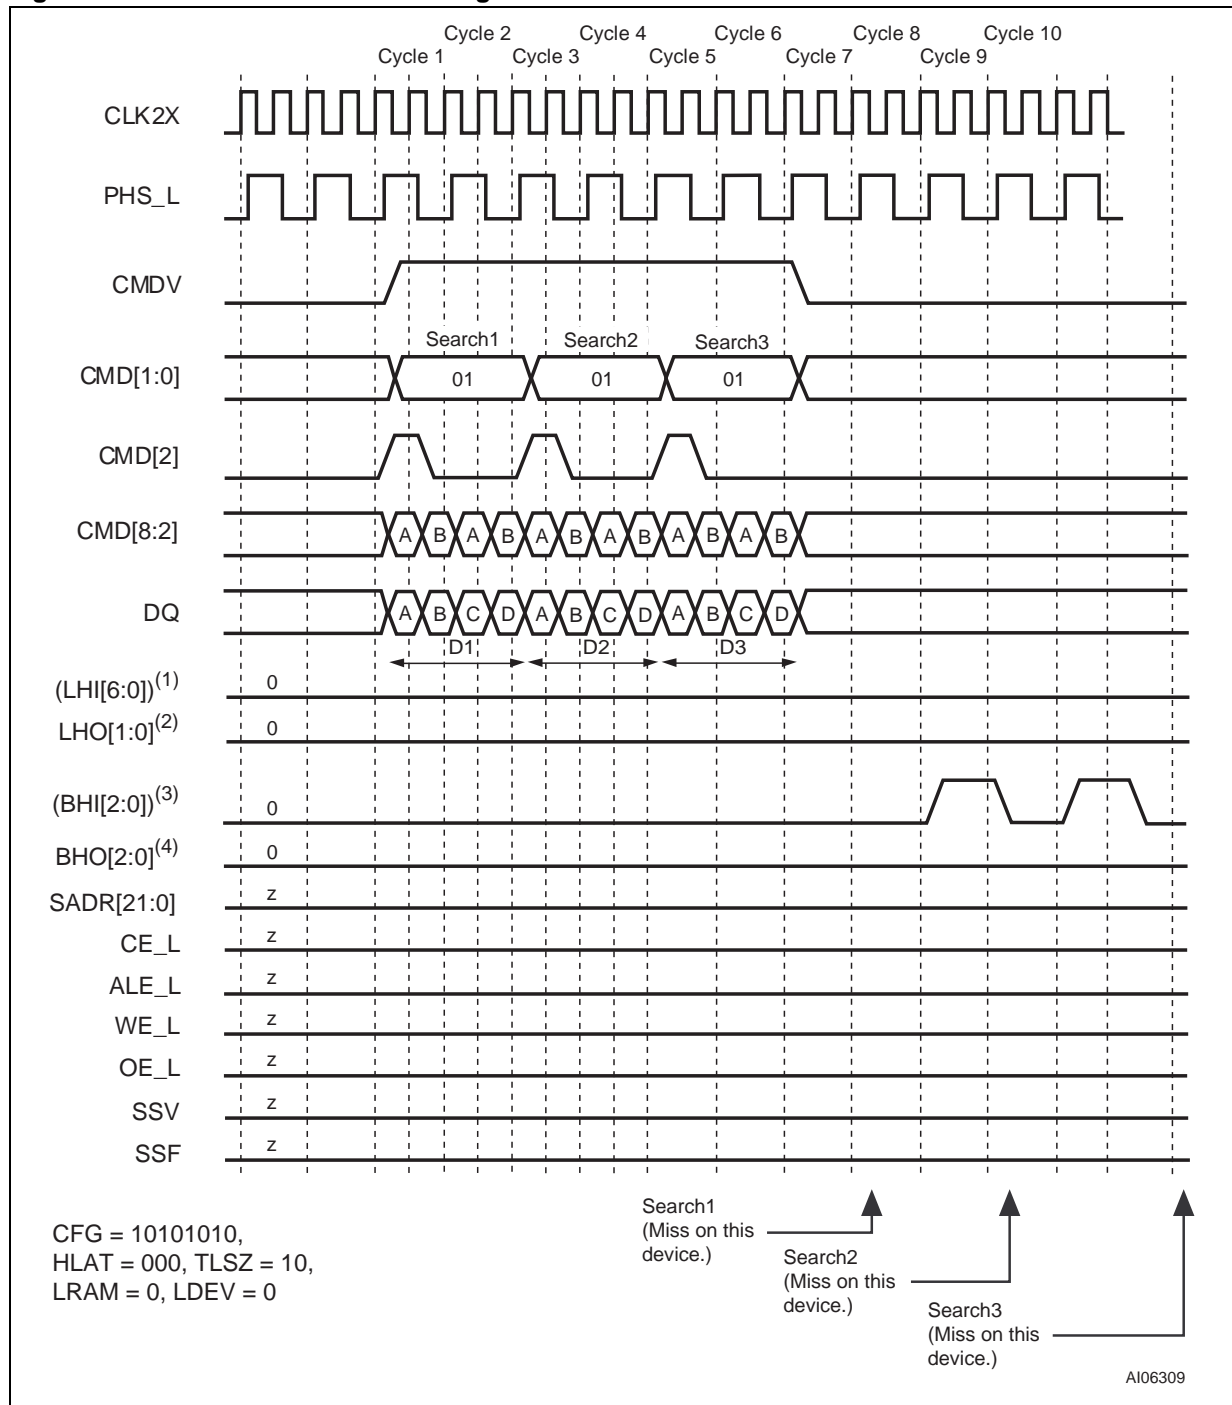 Cycle 2 Cycle 4 Cycle 6 Cycle 8 Cycle 10
Cycle 1 Cycle 3 Cycle 5 Cycle 7 Cycle 9
CLK2X
PHS_L
CMDV
Search1 Search2 Search3
CMD[1:0] 01 01 01
CMD[2]
CMD[8:2] A B A B A B A B A B A B
DQ A B C D A B C D A B C D
D1 D2 D3
(LHI[6:0])(1) 0
LHO[1:0](2) 0
(BHI[2:0])(3) 0
BHO[2:0](4) 0
SADR[21:0] z
CE_L z
ALE_L z
WE_L z
OE_L z
SSV z
SSF z
Search1
(Miss on this
device.)
Search2
(Miss on this
device.)
Search3
(Miss on this
device.)
CFG = 10101010,
HLAT = 000, TLSZ = 10,
LRAM = 0, LDEV = 0
AI06309